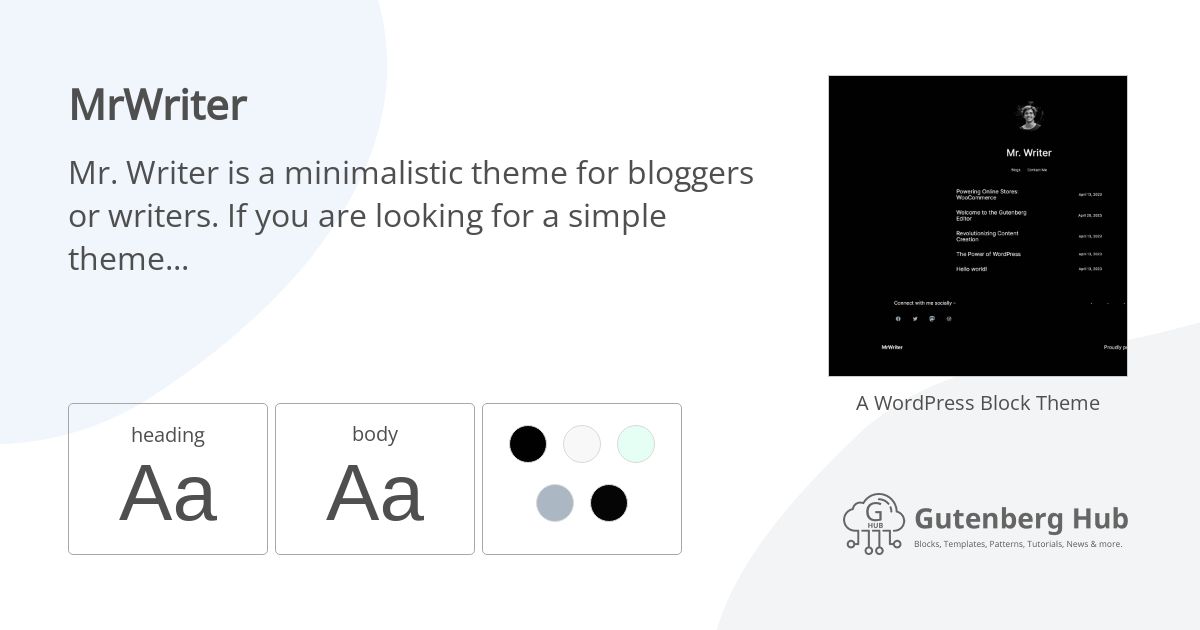 MrWriter
Mr. Writer is a minimalistic theme for bloggers
or writers. If you are looking for a simple
theme...
heading
Aa
body
Aa
Mr. Writer
Blogs Contact Me
Powering Online Stores: April 13, 2023
WooCommerce
Welcome to the Gutenberg April 26, 2023
Editor
Revolutionizing Content April 13, 2023
Creation
The Power of WordPress April 13, 2023
Hello world! April 13, 2023
Connect with me socially –
MrWriter Proudly
A WordPress Block Theme
G
HUB
Gutenberg Hub
Blocks, Templates, Patterns, Tutorials, News & more.